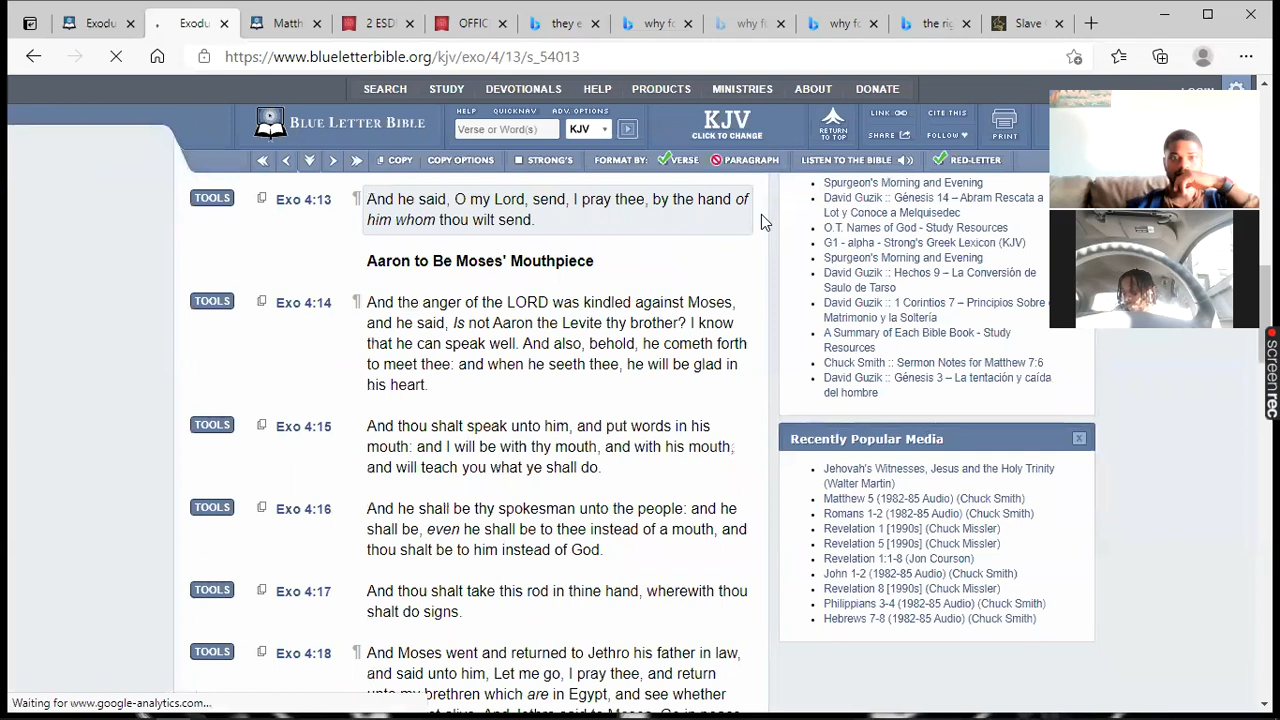 Exodu
Exodu
Matth
2 ESDI
OFFIC
they e
why fo
why fo
why fo
the rig
Slave
https://www.blueletterbible.org/kjv/exo/4/13/s_54013
SEARCH STUDY DEVOTIONALS HELP PRODUCTS MINISTRIES ABOUT DONATE
BLUE LETTER BIBLE
HELP QUICKNAV ADV. OPTIONS
Verse or Word(s) KJV
KJV
CLICK TO CHANGE
RETURN TO TOP
LINK CITE THIS
SHARE FOLLOW
PRINT
COPY COPY OPTIONS STRONG'S FORMAT BY: VERSE PARAGRAPH LISTEN TO THE BIBLE RED-LETTER
TOOLS Exo 4:13 ¶ And he said, O my Lord, send, I pray thee, by the hand of
him whom thou wilt send.
Aaron to Be Moses' Mouthpiece
TOOLS Exo 4:14 ¶ And the anger of the LORD was kindled against Moses,
and he said, Is not Aaron the Levite thy brother? I know
that he can speak well. And also, behold, he cometh forth
to meet thee: and when he seeth thee, he will be glad in
his heart.
TOOLS Exo 4:15 And thou shalt speak unto him, and put words in his
mouth: and I will be with thy mouth, and with his mouth,
and will teach you what ye shall do.
TOOLS Exo 4:16 And he shall be thy spokesman unto the people: and he
shall be, even he shall be to thee instead of a mouth, and
thou shalt be to him instead of God.
TOOLS Exo 4:17 And thou shalt take this rod in thine hand, wherewith thou
shalt do signs.
TOOLS Exo 4:18 ¶ And Moses went and returned to Jethro his father in law,
and said unto him, Let me go, I pray thee, and return
unto my brethren which are in Egypt, and see whether
Spurgeon's Morning and Evening
David Guzik :: Génesis 14 – Abram Rescata a
Lot y Conoce a Melquisedec
O.T. Names of God - Study Resources
G1 - alpha - Strong's Greek Lexicon (KJV)
Spurgeon's Morning and Evening
David Guzik :: Hechos 9 – La Conversión de
Saulo de Tarso
David Guzik :: 1 Corintios 7 – Principios Sobre
Matrimonio y la Soltería
A Summary of Each Bible Book - Study
Resources
Chuck Smith :: Sermon Notes for Matthew 7:6
David Guzik :: Génesis 3 – La tentación y caída
del hombre
Recently Popular Media
Jehovah's Witnesses, Jesus and the Holy Trinity
(Walter Martin)
Matthew 5 (1982-85 Audio) (Chuck Smith)
Romans 1-2 (1982-85 Audio) (Chuck Smith)
Revelation 1 [1990s] (Chuck Missler)
Revelation 5 [1990s] (Chuck Missler)
Revelation 1:1-8 (Jon Courson)
John 1-2 (1982-85 Audio) (Chuck Smith)
Revelation 8 [1990s] (Chuck Missler)
Philippians 3-4 (1982-85 Audio) (Chuck Smith)
Hebrews 7-8 (1982-85 Audio) (Chuck Smith)
screenrec
Waiting for www.google-analytics.com...